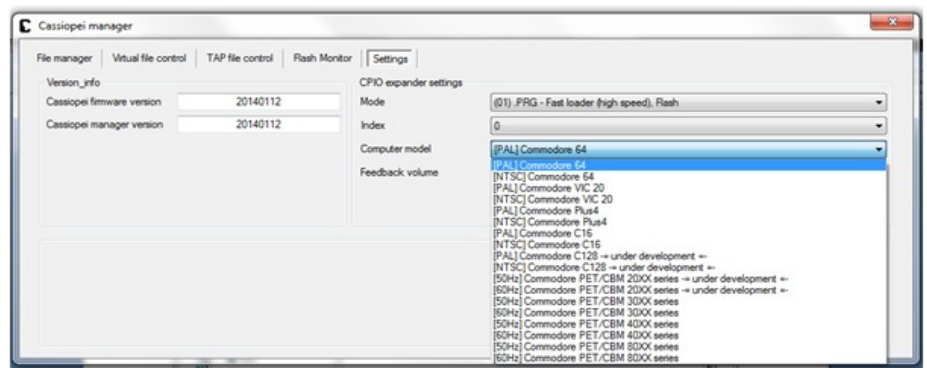 Cassiopei manager
File manager Virtual file control TAP file control Flash Monitor Settings
Version_info CPIO expander settings
Cassiopei firmware version 20140112 Mode (01) .PRG - Fast loader (high speed), Flash
Cassiopei manager version 20140112 Index 0
Computer model [PAL] Commodore 64
Feedback volume
[PAL] Commodore 64
[NTSC] Commodore 64
[PAL] Commodore VIC 20
[NTSC] Commodore VIC 20
[PAL] Commodore Plus4
[NTSC] Commodore Plus4
[PAL] Commodore C16
[NTSC] Commodore C16
[PAL] Commodore C128 -= under development =-
[NTSC] Commodore C128 -= under development =-
[50Hz] Commodore PET/CBM 20XX series -= under development =-
[60Hz] Commodore PET/CBM 20XX series -= under development =-
[50Hz] Commodore PET/CBM 30XX series
[60Hz] Commodore PET/CBM 30XX series
[50Hz] Commodore PET/CBM 40XX series
[60Hz] Commodore PET/CBM 40XX series
[50Hz] Commodore PET/CBM 80XX series
[60Hz] Commodore PET/CBM 80XX series